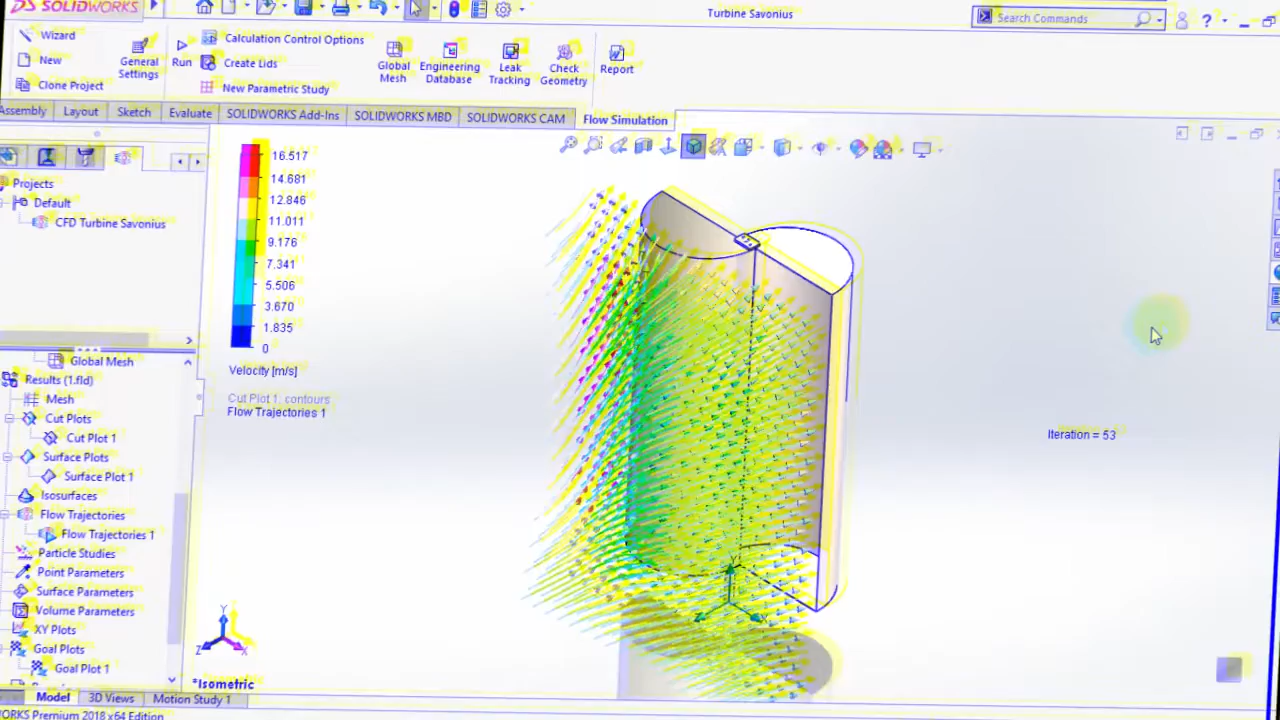 SOLIDWORKS
Turbine Savonius
Search Commands
?
Wizard
New
Clone Project
General Settings
Run
Calculation Control Options
Create Lids
New Parametric Study
Global Mesh
Engineering Database
Leak Tracking
Check Geometry
Report
Assembly
Layout
Sketch
Evaluate
SOLIDWORKS Add-Ins
SOLIDWORKS MBD
SOLIDWORKS CAM
Flow Simulation
Projects
Default
CFD Turbine Savonius
Global Mesh
Results (1.fld)
Mesh
Cut Plots
Cut Plot 1
Surface Plots
Surface Plot 1
Isosurfaces
Flow Trajectories
Flow Trajectories 1
Particle Studies
Point Parameters
Surface Parameters
Volume Parameters
XY Plots
Goal Plots
Goal Plot 1
16.517
14.681
12.846
11.011
9.176
7.341
5.506
3.670
1.835
0
Velocity [m/s]
Cut Plot 1: contours
Flow Trajectories 1
Iteration = 53
Y
Z
X
*Isometric
Model
3D Views
Motion Study 1
ORKS Premium 2018 x64 Edition